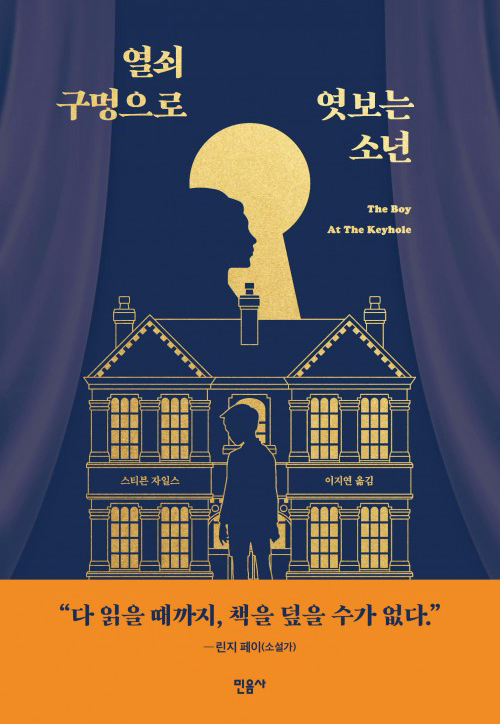 열쇠
구멍으로
엿보는
소년
The Boy
At The Keyhole
스티븐 자일스
이지연 옮김
“다 읽을 때까지, 책을 덮을 수가 없다.”
—린지 페이(소설가)
민음사